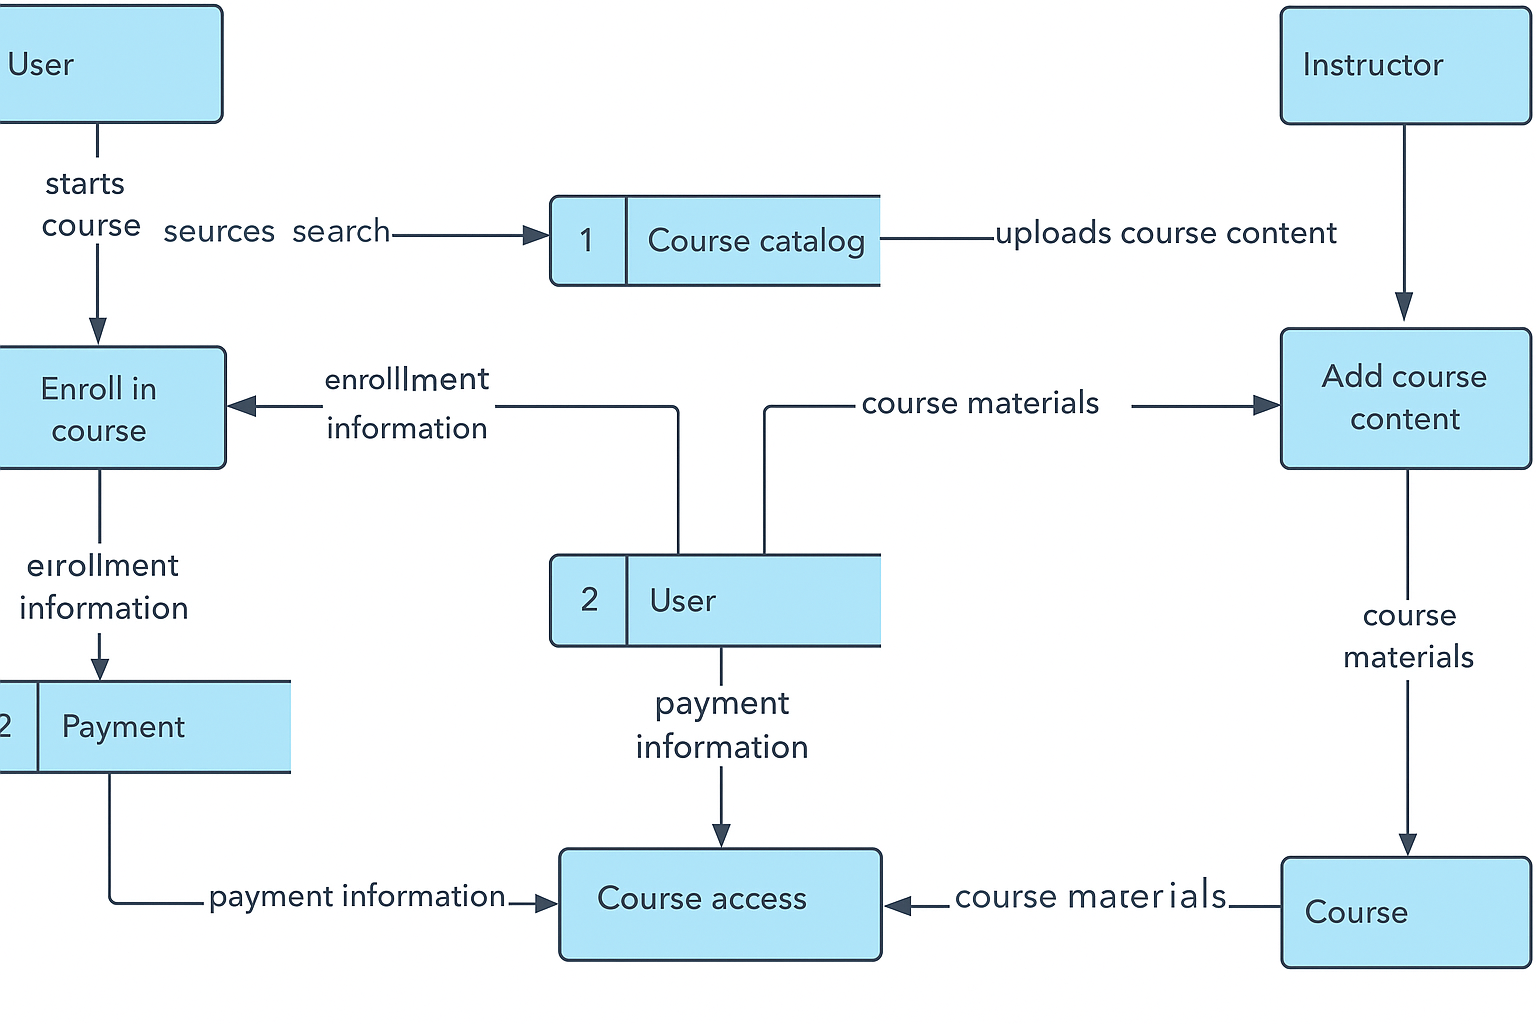 User
Instructor
starts
course
seurces search
1 Course catalog
uploads course content
Enroll in
course
enrolllment
information
course materials
Add course
content
eırollment
information
2 User
course
materials
2 Payment
payment
information
payment information
Course access
course materials
Course